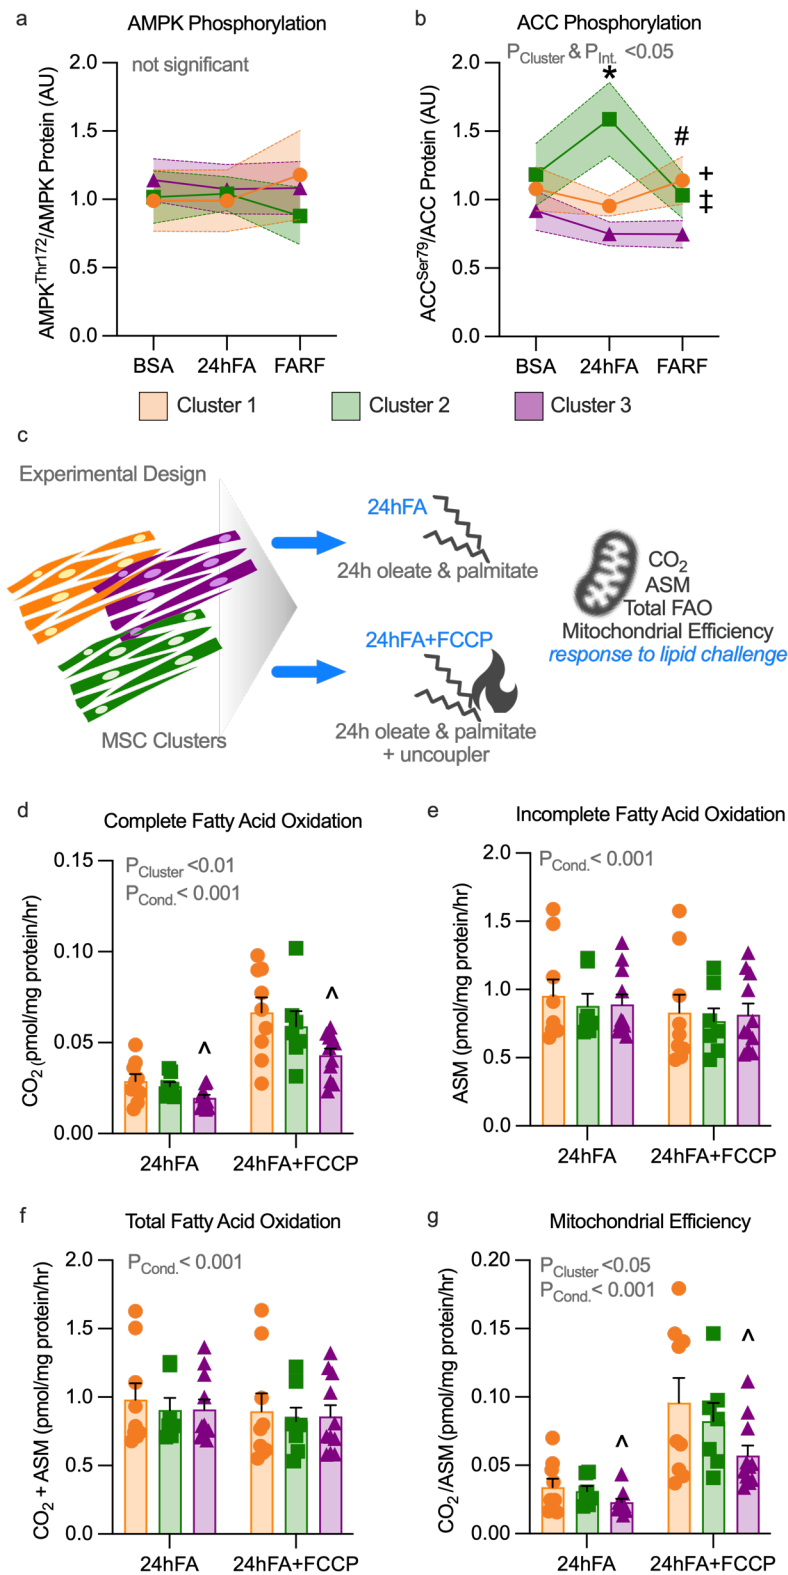 a
AMPK Phosphorylation
AMPK^Thr172/AMPK Protein (AU)
2.0
1.5
1.0
0.5
0.0
not significant
BSA 24hFA FARF
b
ACC Phosphorylation
ACC^Ser79/ACC Protein (AU)
2.0
1.5
1.0
0.5
0.0
P_Cluster & P_Int. <0.05
*
#
+
‡
BSA 24hFA FARF
Cluster 1 Cluster 2 Cluster 3
c
Experimental Design
MSC Clusters
24hFA
24h oleate & palmitate
24hFA+FCCP
24h oleate & palmitate
+ uncoupler
CO₂
ASM
Total FAO
Mitochondrial Efficiency
response to lipid challenge
d
Complete Fatty Acid Oxidation
CO₂ (pmol/mg protein/hr)
0.15
0.10
0.05
0.00
P_Cluster <0.01
P_Cond. < 0.001
^
^
24hFA 24hFA+FCCP
e
Incomplete Fatty Acid Oxidation
ASM (pmol/mg protein/hr)
2.0
1.5
1.0
0.5
0.0
P_Cond. < 0.001
24hFA 24hFA+FCCP
f
Total Fatty Acid Oxidation
CO₂ + ASM (pmol/mg protein/hr)
2.0
1.5
1.0
0.5
0.0
P_Cond. < 0.001
24hFA 24hFA+FCCP
g
Mitochondrial Efficiency
CO₂ /ASM (pmol/mg protein/hr)
0.20
0.15
0.10
0.05
0.00
P_Cluster <0.05
P_Cond. < 0.001
^
^
24hFA 24hFA+FCCP